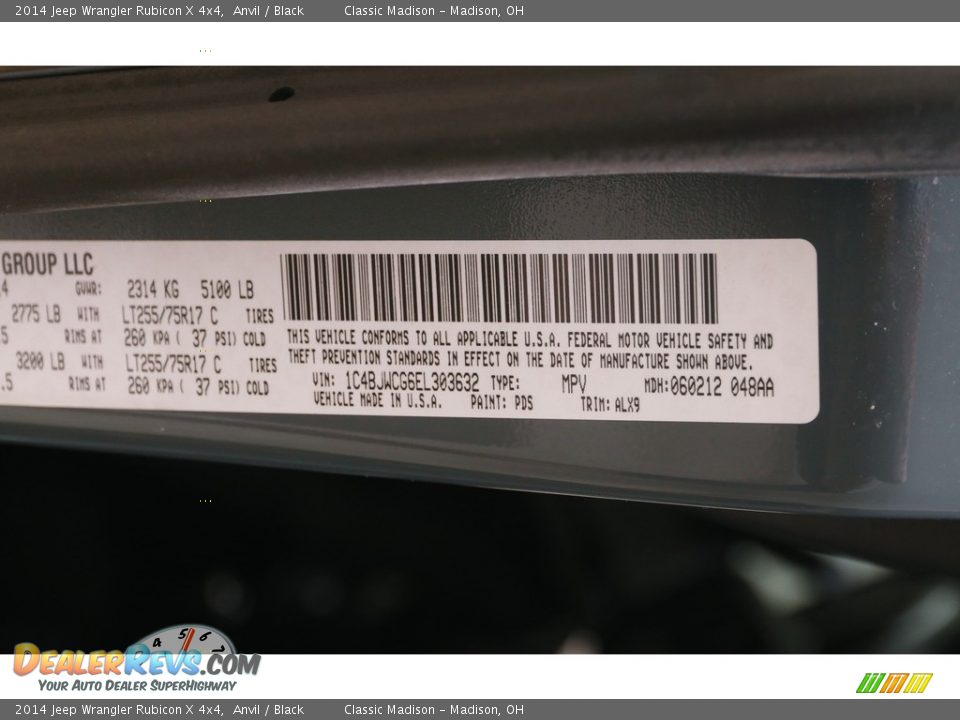 2014 Jeep Wrangler Rubicon X 4x4, Anvil / Black Classic Madison - Madison, OH
GROUP LLC
4 GVWR: 2314 KG 5100 LB
2775 LB WITH LT255/75R17 C TIRES
5 RIMS AT 260 KPA ( 37 PSI) COLD
3200 LB WITH LT255/75R17 C TIRES
.5 RIMS AT 260 KPA ( 37 PSI) COLD
THIS VEHICLE CONFORMS TO ALL APPLICABLE U.S.A. FEDERAL MOTOR VEHICLE SAFETY AND
THEFT PREVENTION STANDARDS IN EFFECT ON THE DATE OF MANUFACTURE SHOWN ABOVE.
VIN: 1C4BJWCG6EL303632 TYPE: MPV MDH:060212 048AA
VEHICLE MADE IN U.S.A. PAINT: PDS TRIM: ALX9
4 5 6 7
DealerRevs.com
Your Auto Dealer SuperHighway
2014 Jeep Wrangler Rubicon X 4x4, Anvil / Black Classic Madison - Madison, OH